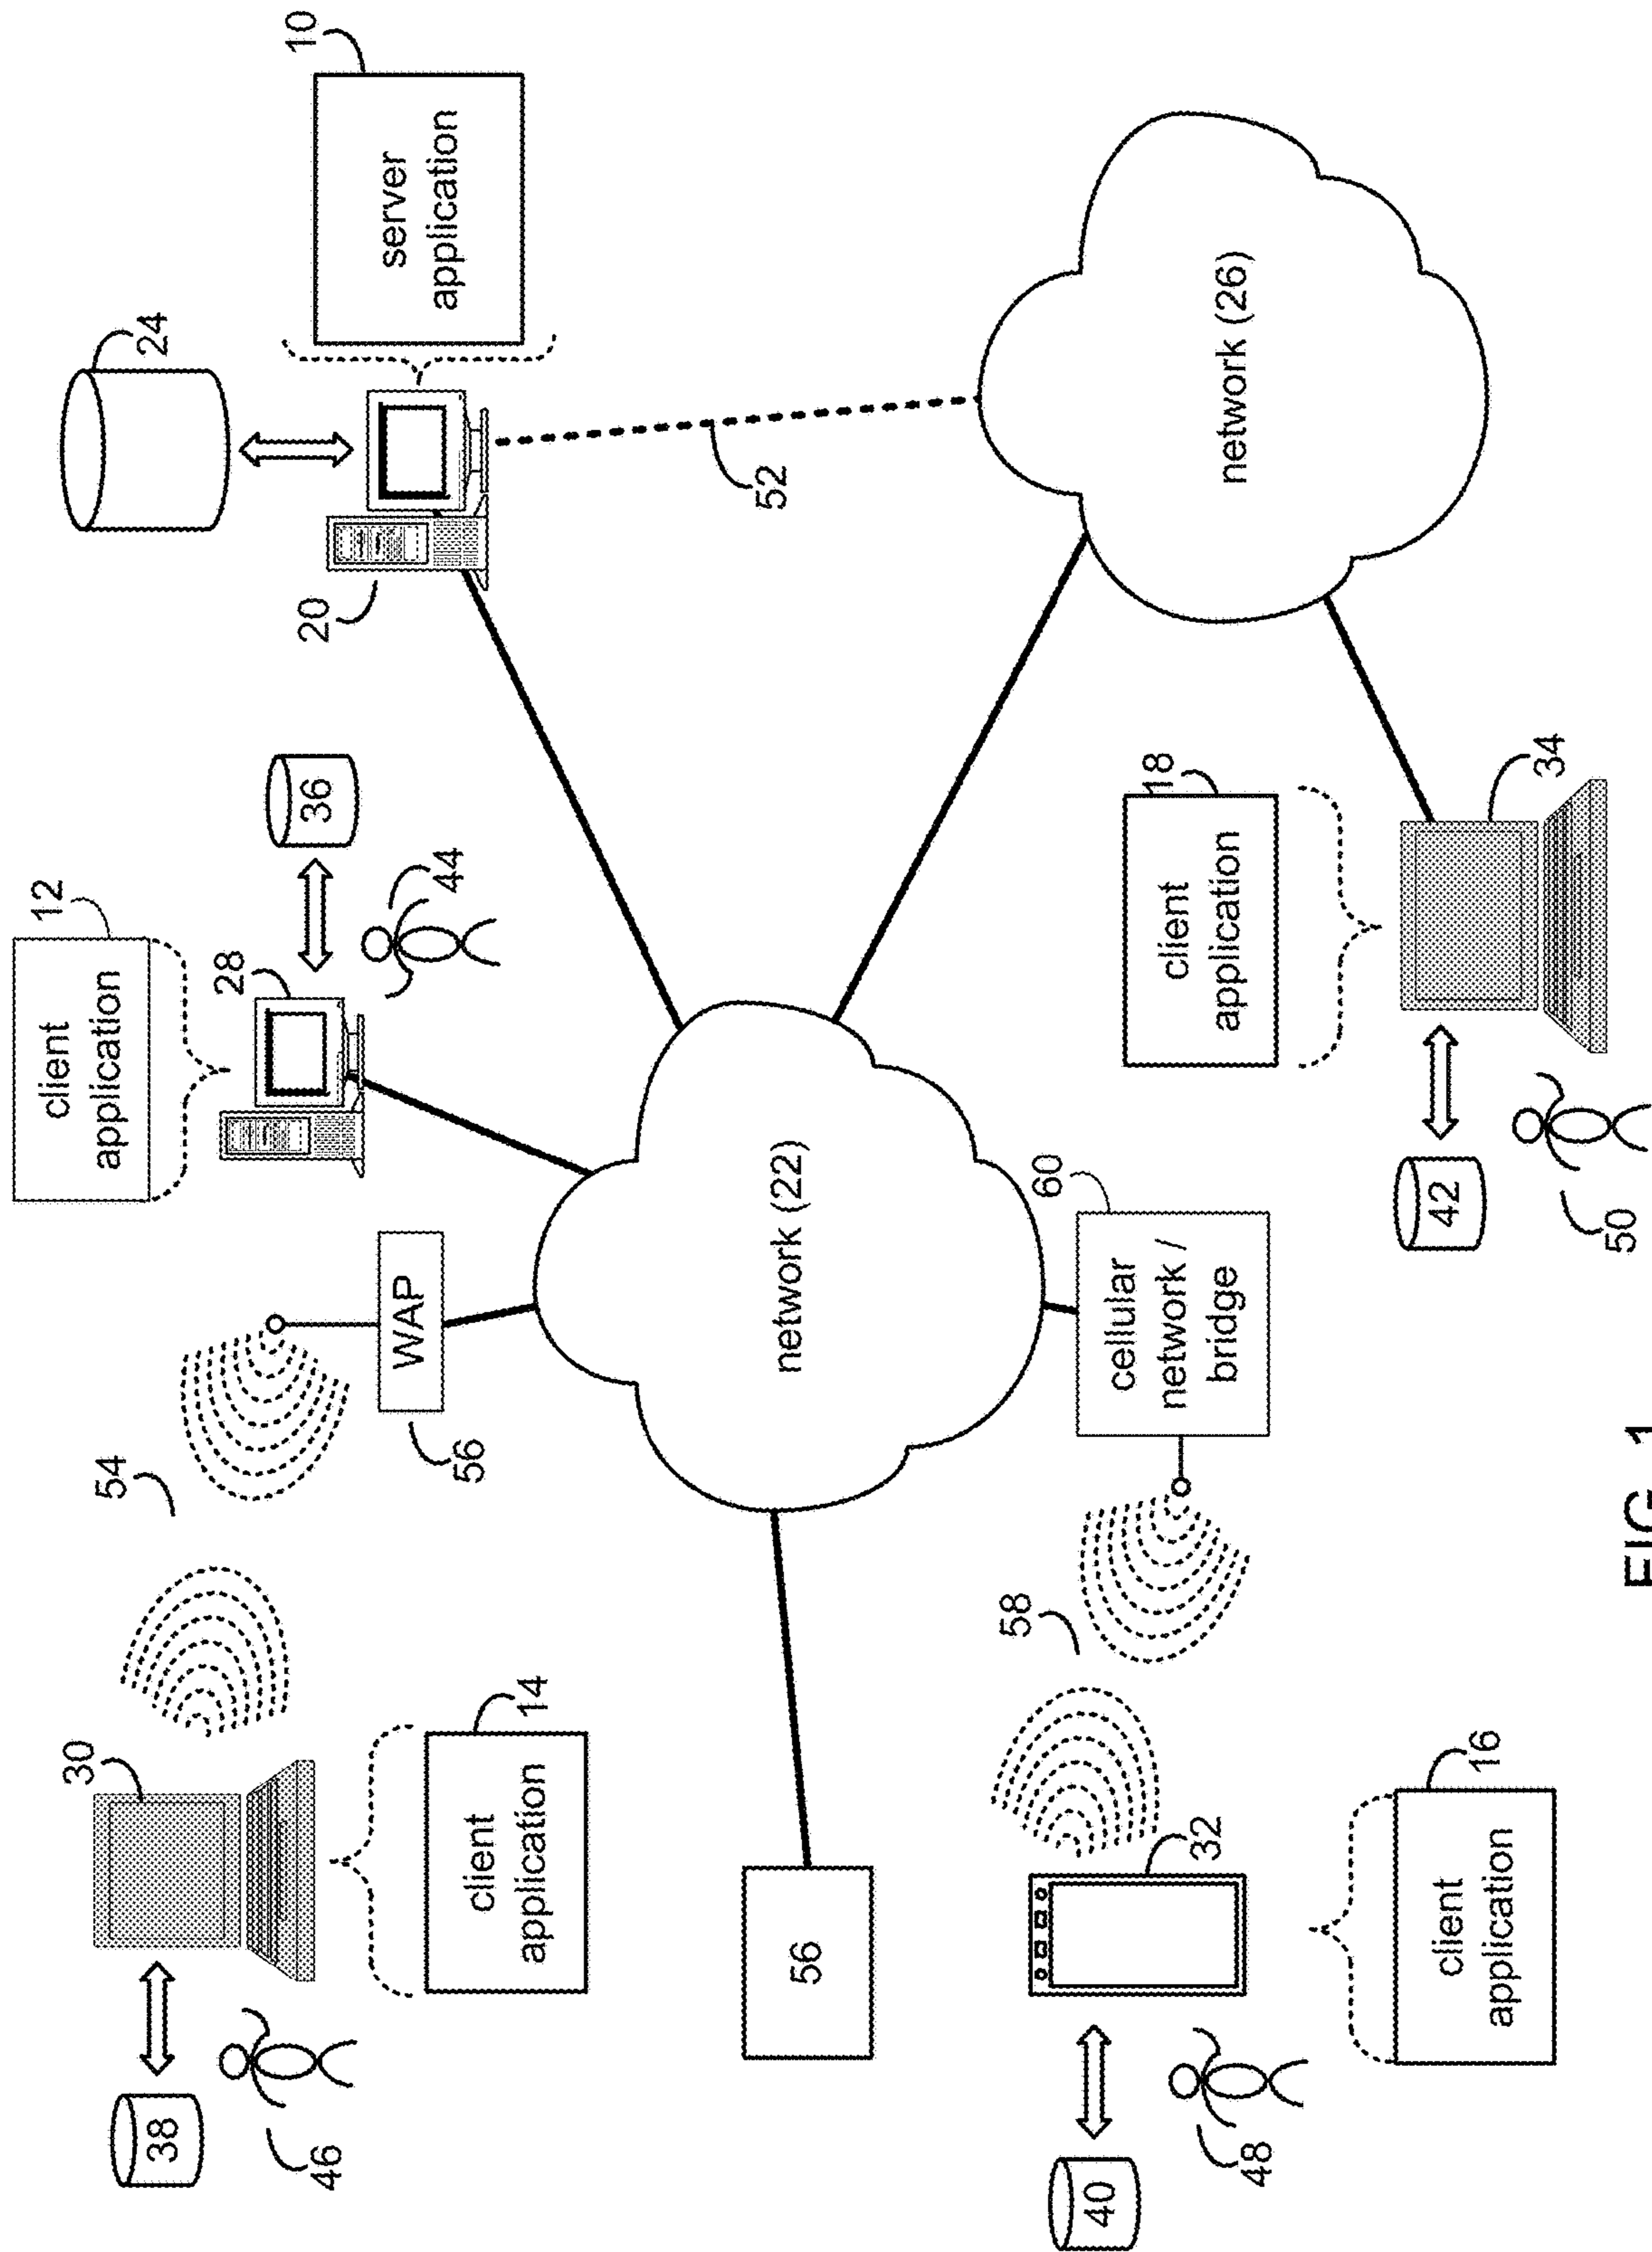 38
46
30
client
application
14
54
56
WAP
client
application
12
28
36
44
20
24
server
application
10
56
network (22)
52
40
48
32
client
application
16
58
cellular
network /
bridge
60
42
50
client
application
18
34
network (26)
FIG. 1